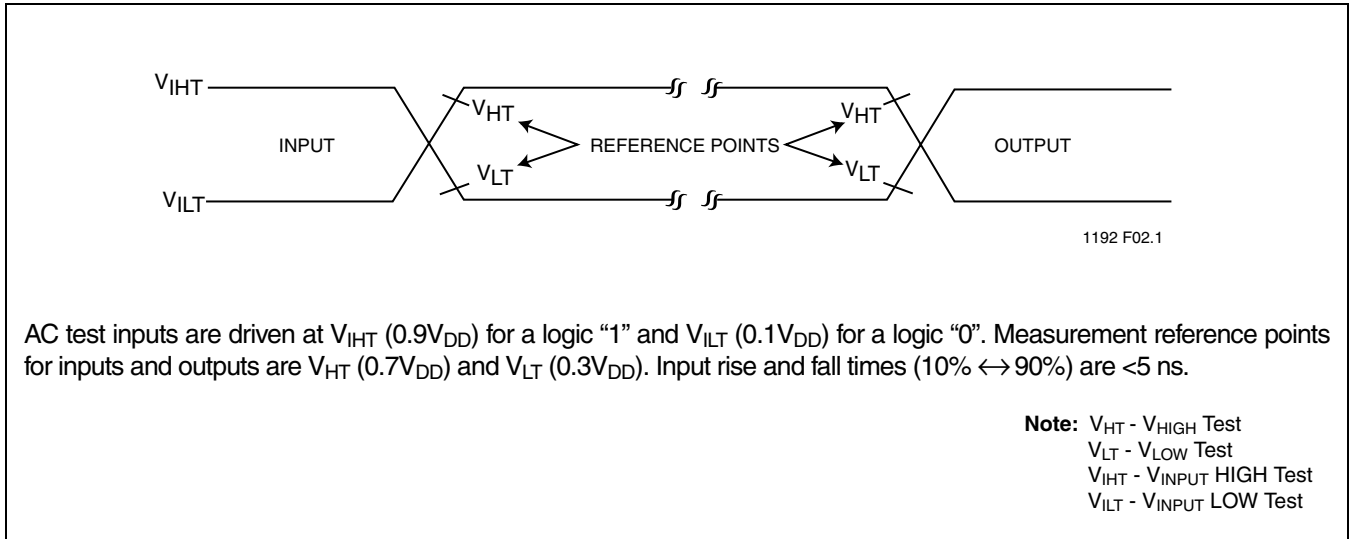 VIHT
VHT VHT
INPUT REFERENCE POINTS OUTPUT
VLT VLT
VILT
1192 F02.1
AC test inputs are driven at VIHT (0.9VDD) for a logic “1” and VILT (0.1VDD) for a logic “0”. Measurement reference points
for inputs and outputs are VHT (0.7VDD) and VLT (0.3VDD). Input rise and fall times (10% ↔ 90%) are <5 ns.
Note: VHT - VHIGH Test
VLT - VLOW Test
VIHT - VINPUT HIGH Test
VILT - VINPUT LOW Test